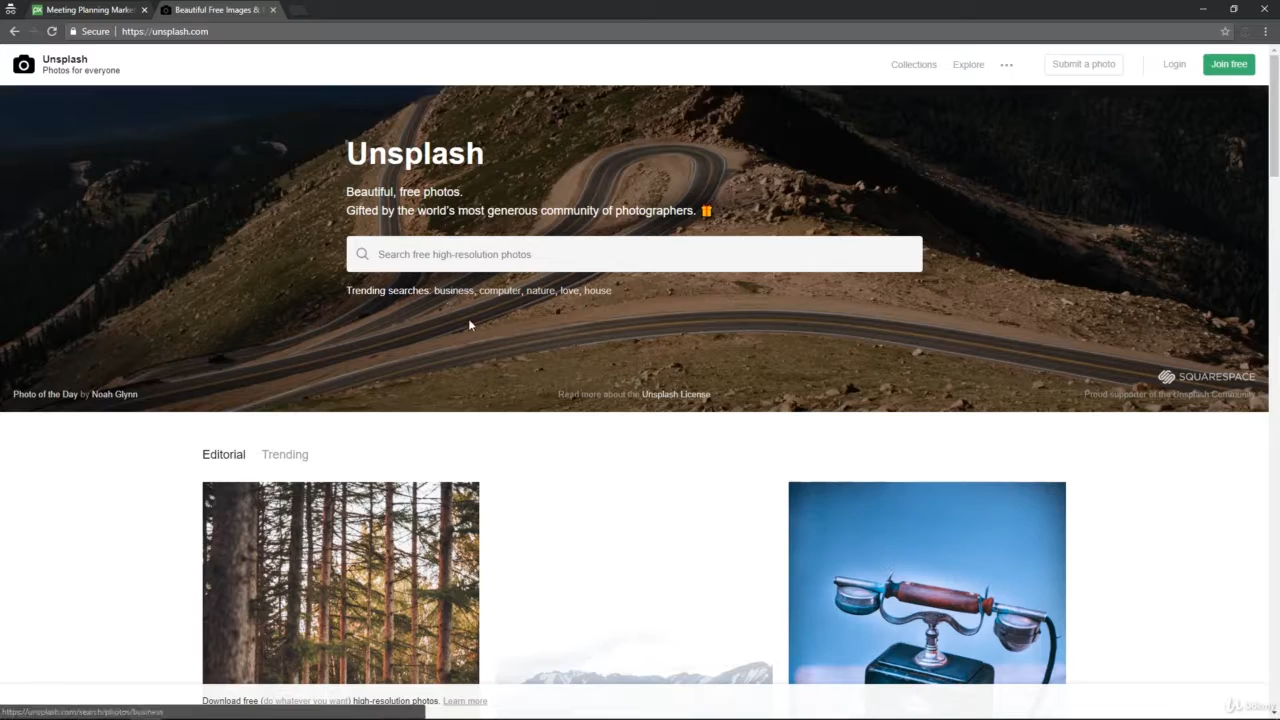 Meeting Planning Market
Beautiful Free Images &
Secure https://unsplash.com
Unsplash
Photos for everyone
Collections Explore Submit a photo Login Join free
Unsplash
Beautiful, free photos.
Gifted by the world's most generous community of photographers.
Search free high-resolution photos
Trending searches: business, computer, nature, love, house
SQUARESPACE
Photo of the Day by Noah Glynn
Read more about the Unsplash License
Proud supporter of the Unsplash Community
Editorial Trending
Download free (do whatever you want) high-resolution photos. Learn more
https://unsplash.com/search/photos/business
udemy